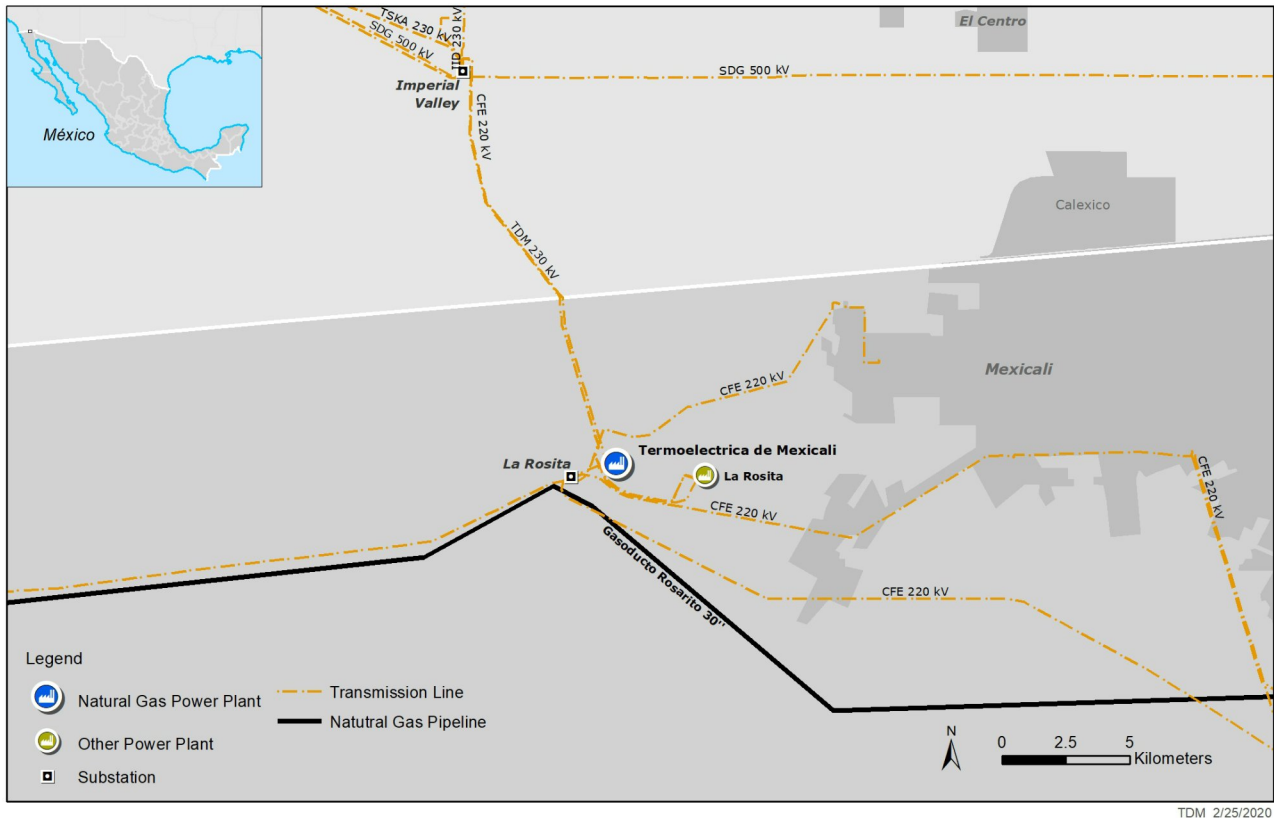 México
TSKA 230 kV
SDG 500 kV
IID 230 kV
El Centro
SDG 500 kV
Imperial
Valley
CFE 220 kV
Calexico
TDM 230 kV
Mexicali
CFE 220 kV
Termoelectrica de Mexicali
La Rosita
La Rosita
CFE 220 kV
CFE 220 kV
Gasoducto Rosarito 30''
CFE 220 kV
Legend
Natural Gas Power Plant
Transmission Line
Natutral Gas Pipeline
Other Power Plant
Substation
N
0 2.5 5
Kilometers
TDM 2/25/2020